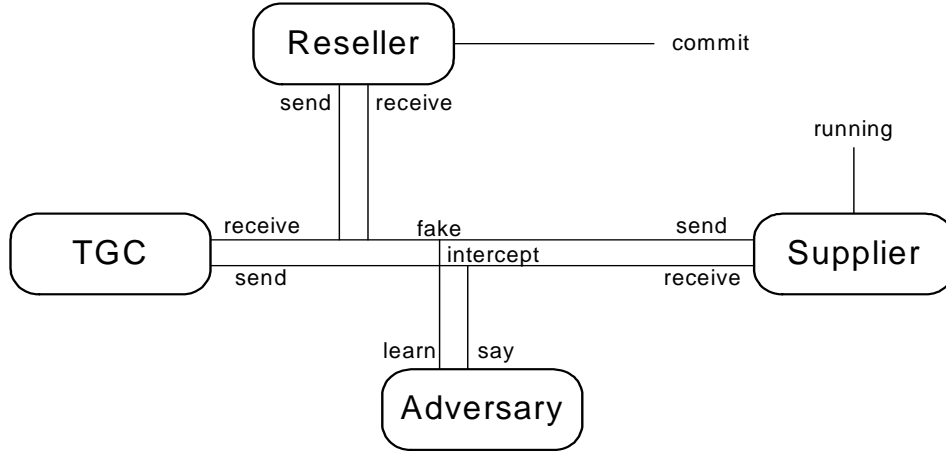 Reseller
commit
send
receive
running
receive
fake
send
TGC
intercept
Supplier
send
receive
learn
say
Adversary